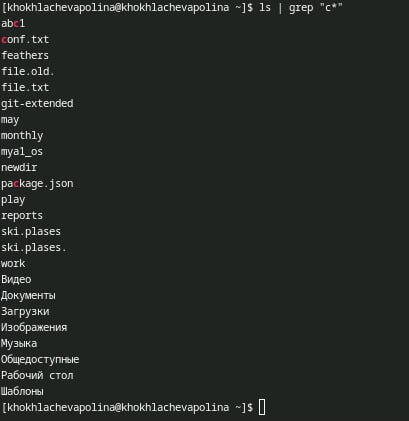 [khokhlachevapolina@khokhlachevapolina ~]$ ls | grep "c*"
abc1
conf.txt
feathers
file.old.
file.txt
git-extended
may
monthly
mya1_os
newdir
package.json
play
reports
ski.plases
ski.plases.
work
Видео
Документы
Загрузки
Изображения
Музыка
Общедоступные
Рабочий стол
Шаблоны
[khokhlachevapolina@khokhlachevapolina ~]$